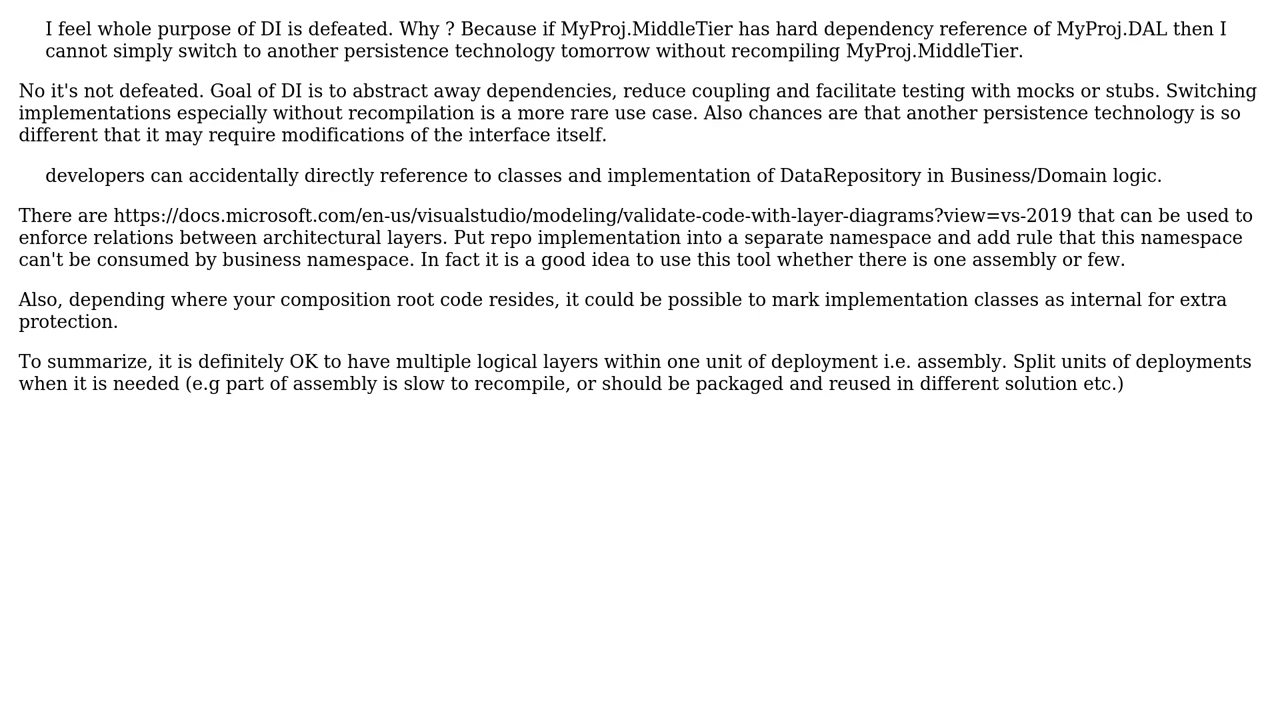 I feel whole purpose of DI is defeated. Why ? Because if MyProj.MiddleTier has hard dependency reference of MyProj.DAL then I
cannot simply switch to another persistence technology tomorrow without recompiling MyProj.MiddleTier.
No it's not defeated. Goal of DI is to abstract away dependencies, reduce coupling and facilitate testing with mocks or stubs. Switching
implementations especially without recompilation is a more rare use case. Also chances are that another persistence technology is so
different that it may require modifications of the interface itself.
developers can accidentally directly reference to classes and implementation of DataRepository in Business/Domain logic.
There are https://docs.microsoft.com/en-us/visualstudio/modeling/validate-code-with-layer-diagrams?view=vs-2019 that can be used to
enforce relations between architectural layers. Put repo implementation into a separate namespace and add rule that this namespace
can't be consumed by business namespace. In fact it is a good idea to use this tool whether there is one assembly or few.
Also, depending where your composition root code resides, it could be possible to mark implementation classes as internal for extra
protection.
To summarize, it is definitely OK to have multiple logical layers within one unit of deployment i.e. assembly. Split units of deployments
when it is needed (e.g part of assembly is slow to recompile, or should be packaged and reused in different solution etc.)